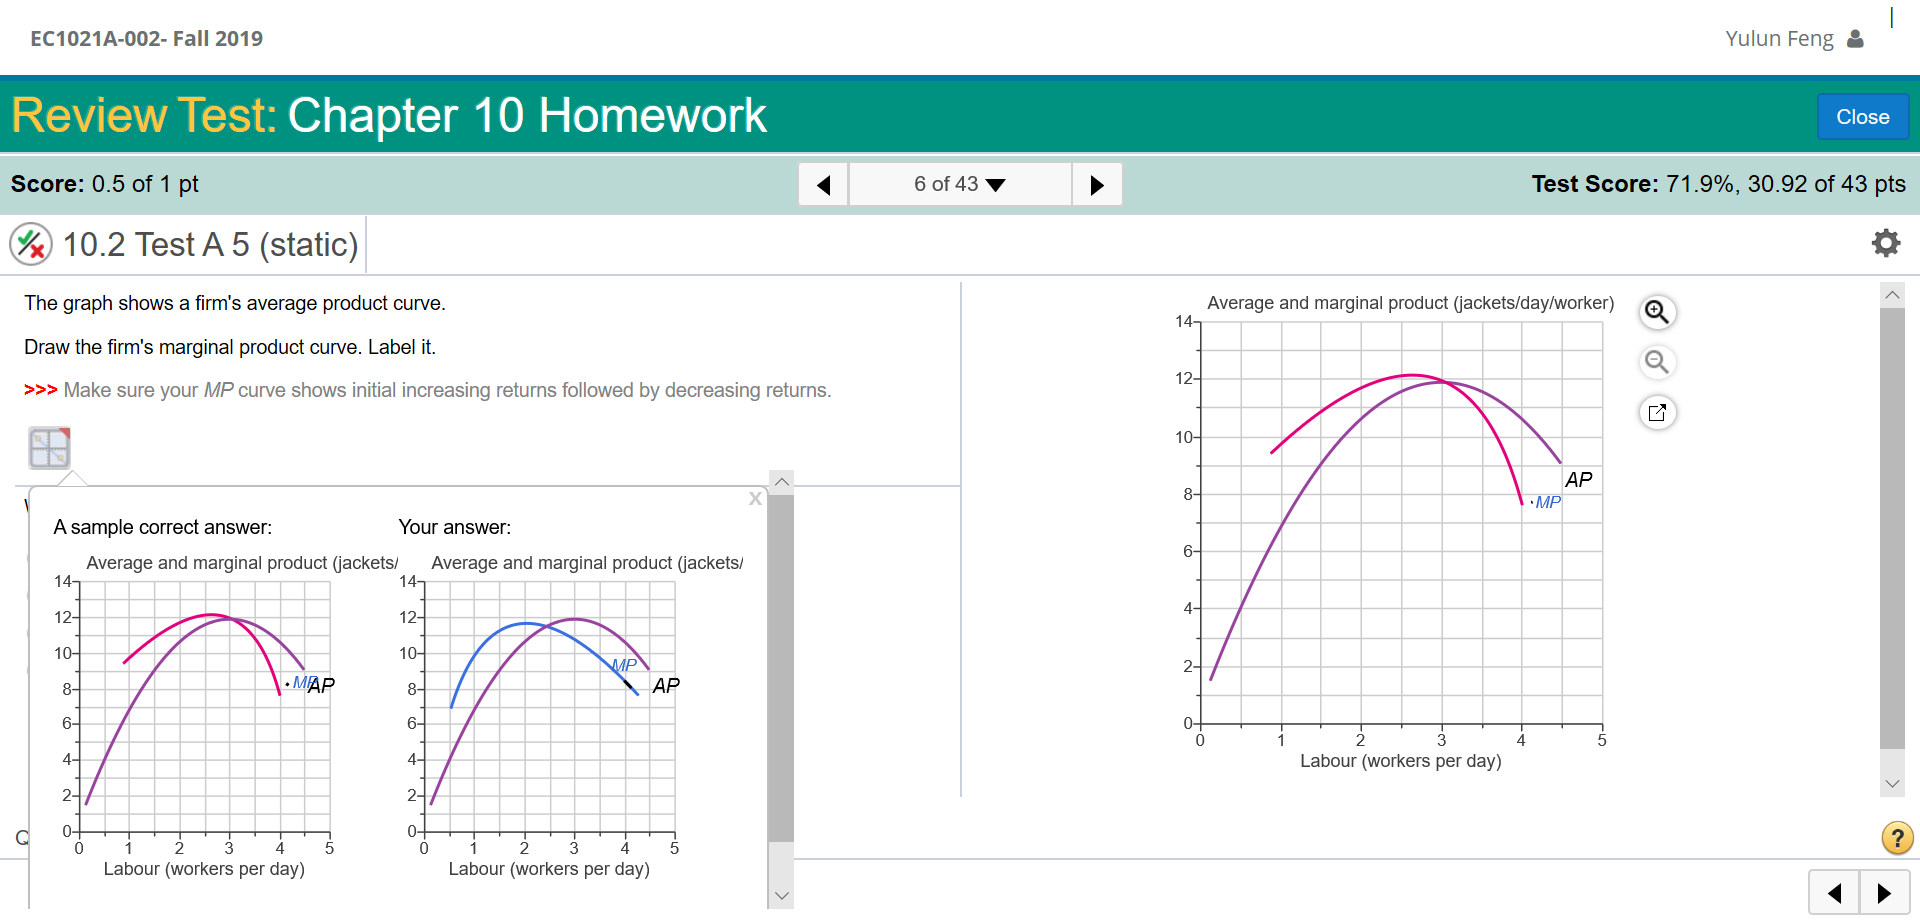 EC1021A-002- Fall 2019
Yulun Feng
Review Test: Chapter 10 Homework
Close
Score: 0.5 of 1 pt
6 of 43
Test Score: 71.9%, 30.92 of 43 pts
10.2 Test A 5 (static)
The graph shows a firm's average product curve.
Draw the firm's marginal product curve. Label it.
>>> Make sure your MP curve shows initial increasing returns followed by decreasing returns.
x
A sample correct answer:
Average and marginal product (jackets/
14
12
10
8
6
4
2
0
0 1 2 3 4 5
MP
AP
Labour (workers per day)
Your answer:
Average and marginal product (jackets/
14
12
10
8
6
4
2
0
0 1 2 3 4 5
MP
AP
Labour (workers per day)
Average and marginal product (jackets/day/worker)
14
12
10
8
6
4
2
0
0 1 2 3 4 5
AP
MP
Labour (workers per day)
?